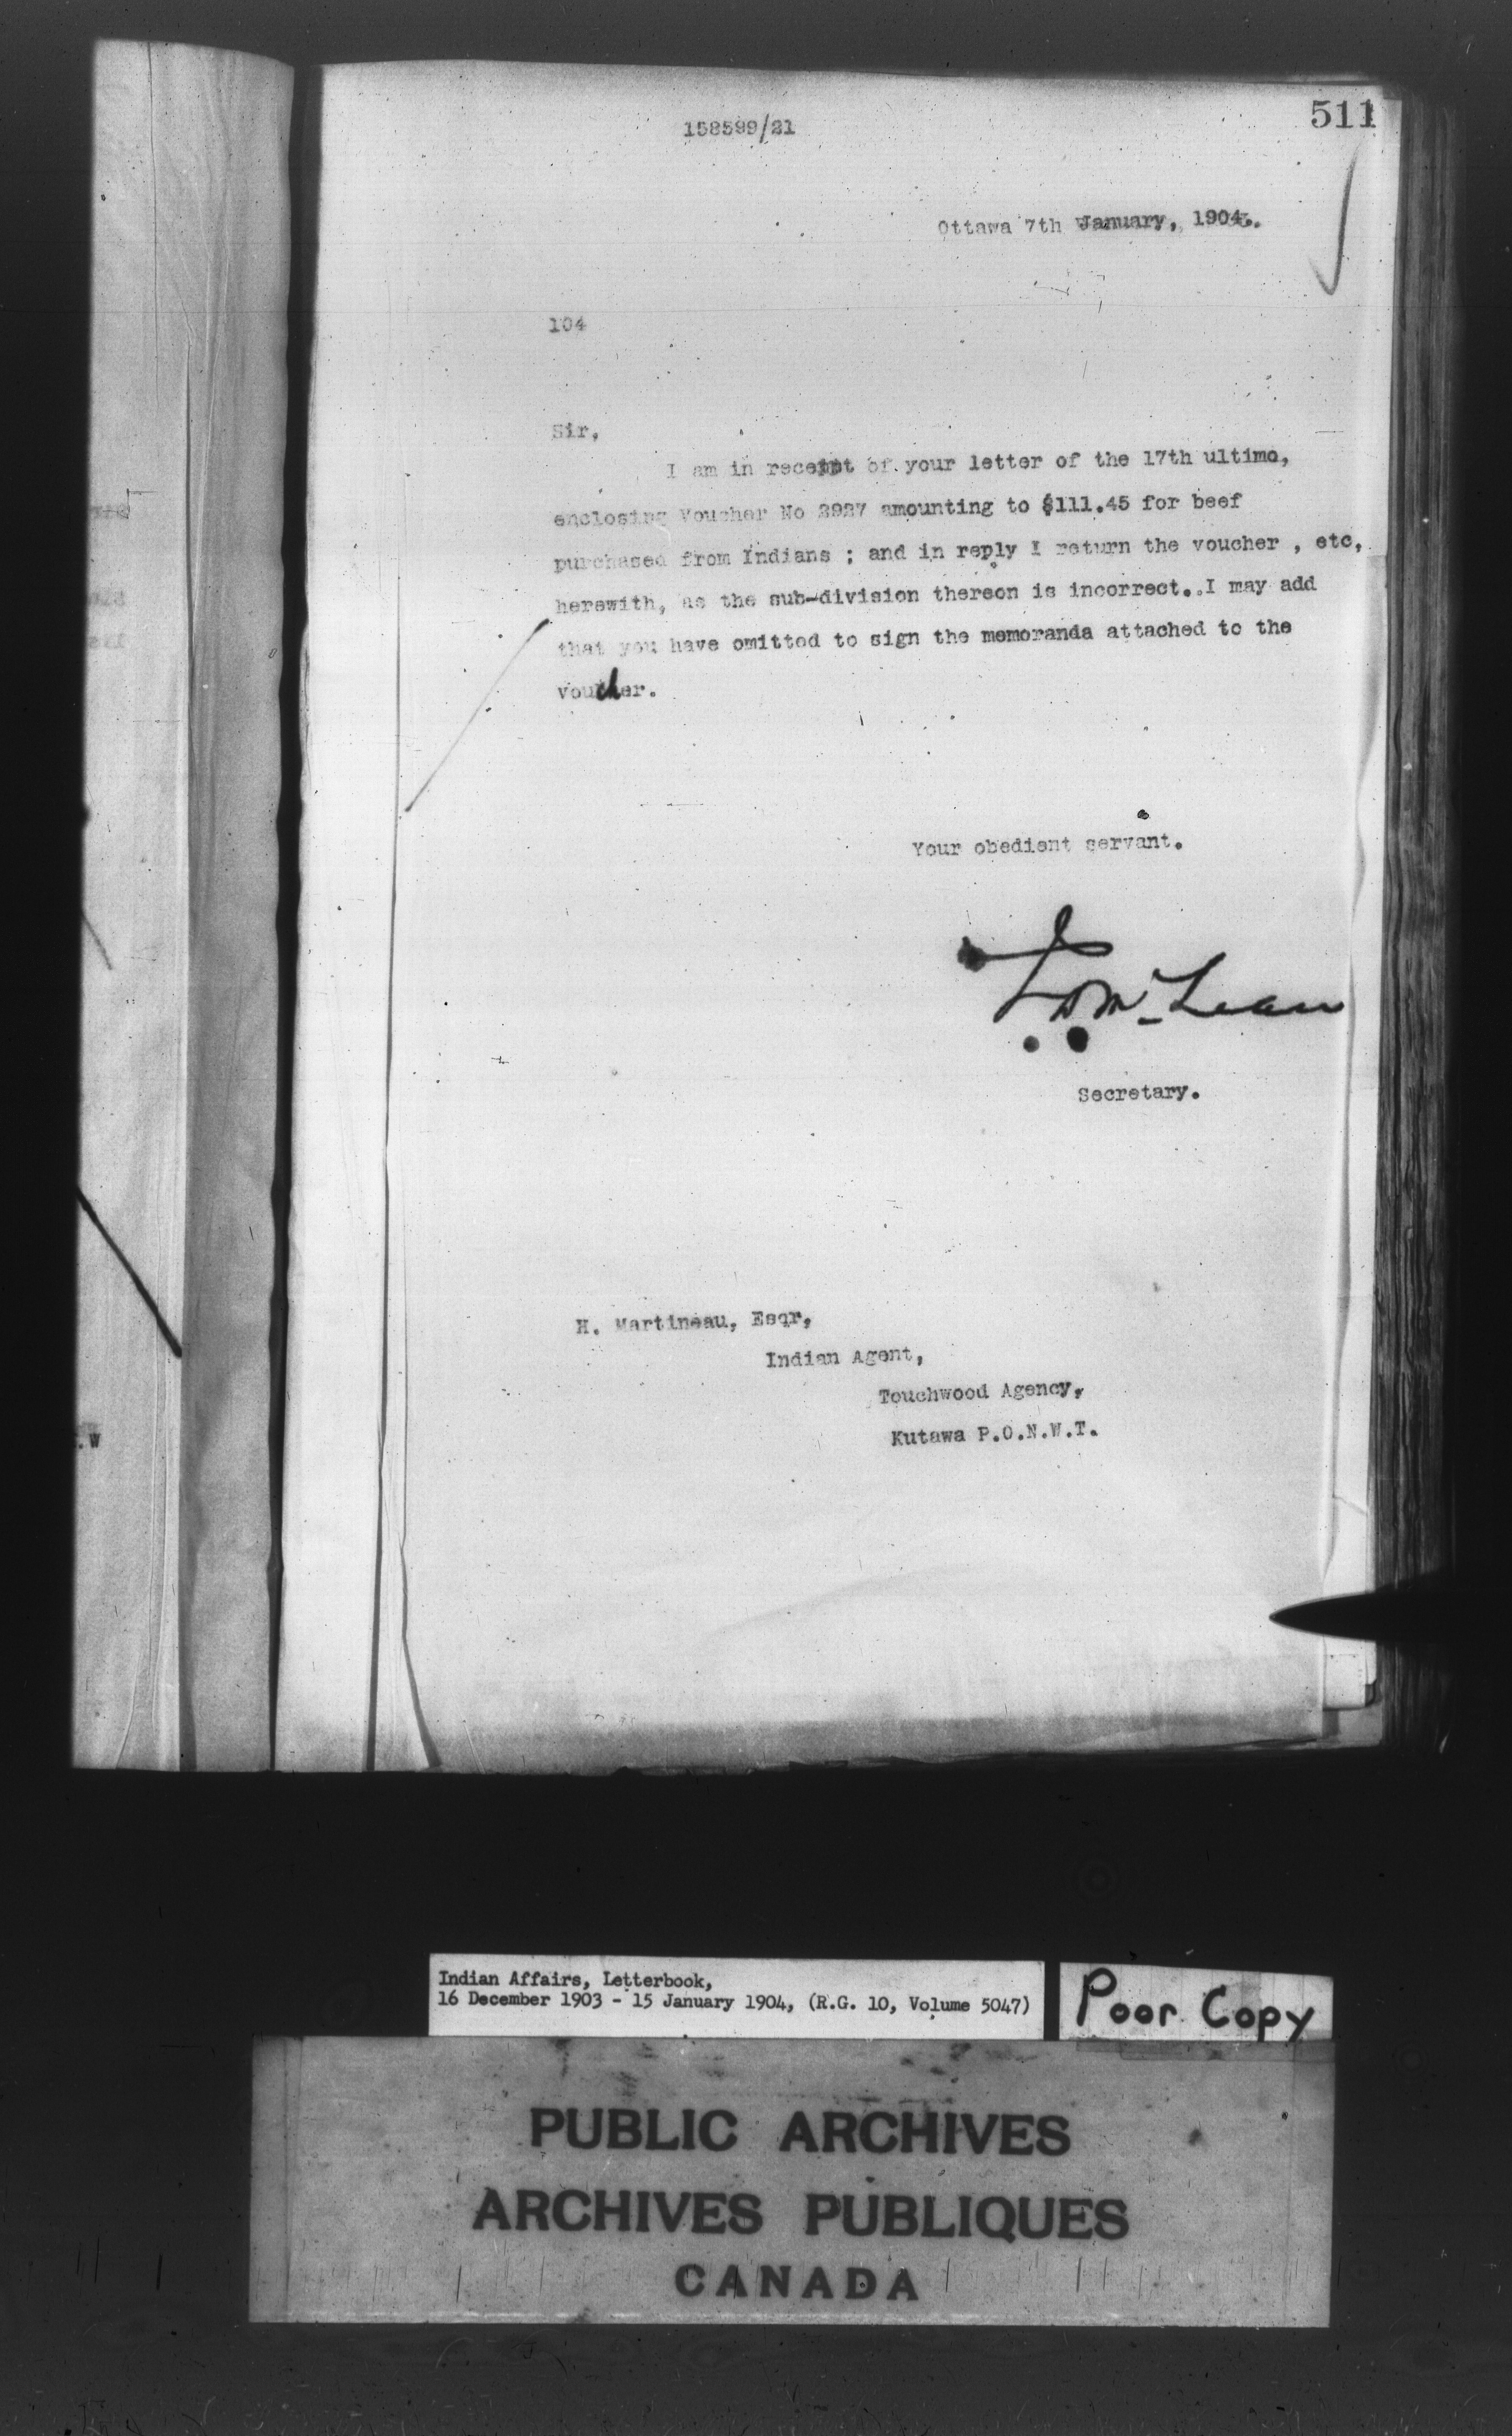 511
158599/21
Ottawa 7th January, 1904.
104
Sir,
I am in receipt of your letter of the 17th ultimo,
enclosing Voucher No 2927 amounting to $111.45 for beef
purchased from Indians ; and in reply I return the voucher , etc,
herewith, as the sub-division thereon is incorrect..I may add
that you have omitted to sign the memoranda attached to the
voucher.
Your obedient servant.
J D McLean
Secretary.
H. Martineau, Esqr,
Indian Agent,
Touchwood Agency,
Kutawa P.O.N.W.T.
.W
Indian Affairs, Letterbook,
16 December 1903 - 15 January 1904, (R.G. 10, Volume 5047)
Poor Copy
PUBLIC ARCHIVES
ARCHIVES PUBLIQUES
CANADA